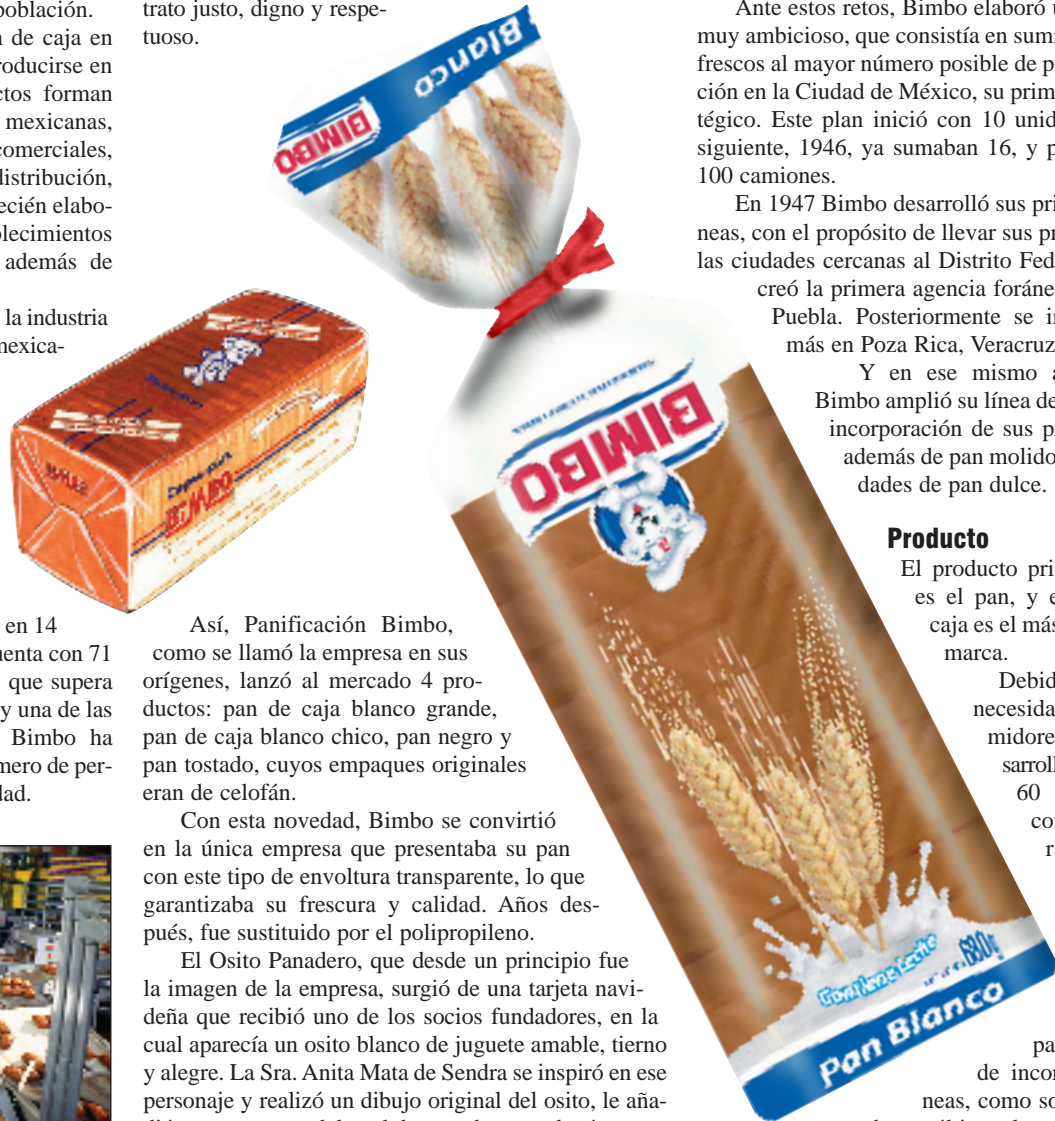 población.
de caja en
roducirse en
ctos forman
mexicanas,
comerciales,
distribución,
ecién elabo-
blecimientos
además de
la industria
mexica-
en 14
uenta con 71
que supera
y una de las
Bimbo ha
mero de per-
dad.
trato justo, digno y respe-
tuoso.
Así, Panificación Bimbo,
como se llamó la empresa en sus
orígenes, lanzó al mercado 4 pro-
ductos: pan de caja blanco grande,
pan de caja blanco chico, pan negro y
pan tostado, cuyos empaques originales
eran de celofán.
Con esta novedad, Bimbo se convirtió
en la única empresa que presentaba su pan
con este tipo de envoltura transparente, lo que
garantizaba su frescura y calidad. Años des-
pués, fue sustituido por el polipropileno.
El Osito Panadero, que desde un principio fue
la imagen de la empresa, surgió de una tarjeta navi-
deña que recibió uno de los socios fundadores, en la
cual aparecía un osito blanco de juguete amable, tierno
y alegre. La Sra. Anita Mata de Sendra se inspiró en ese
personaje y realizó un dibujo original del osito, le aña-
Blanco
BIMBO
BIMBO
BIMBO
Contiene Leche
680g
Pan Blanco
Ante estos retos, Bimbo elaboró u
muy ambicioso, que consistía en sumi
frescos al mayor número posible de p
ción en la Ciudad de México, su prim
tégico. Este plan inició con 10 unid
siguiente, 1946, ya sumaban 16, y p
100 camiones.
En 1947 Bimbo desarrolló sus pri
neas, con el propósito de llevar sus pr
las ciudades cercanas al Distrito Fed
creó la primera agencia foráne
Puebla. Posteriormente se i
más en Poza Rica, Veracruz
Y en ese mismo a
Bimbo amplió su línea de
incorporación de sus p
además de pan molido
dades de pan dulce.
Producto
El producto pri
es el pan, y e
caja es el más
marca.
Debid
necesida
midore
sarroll
60
co
ra
pa
de incor
neas, como so